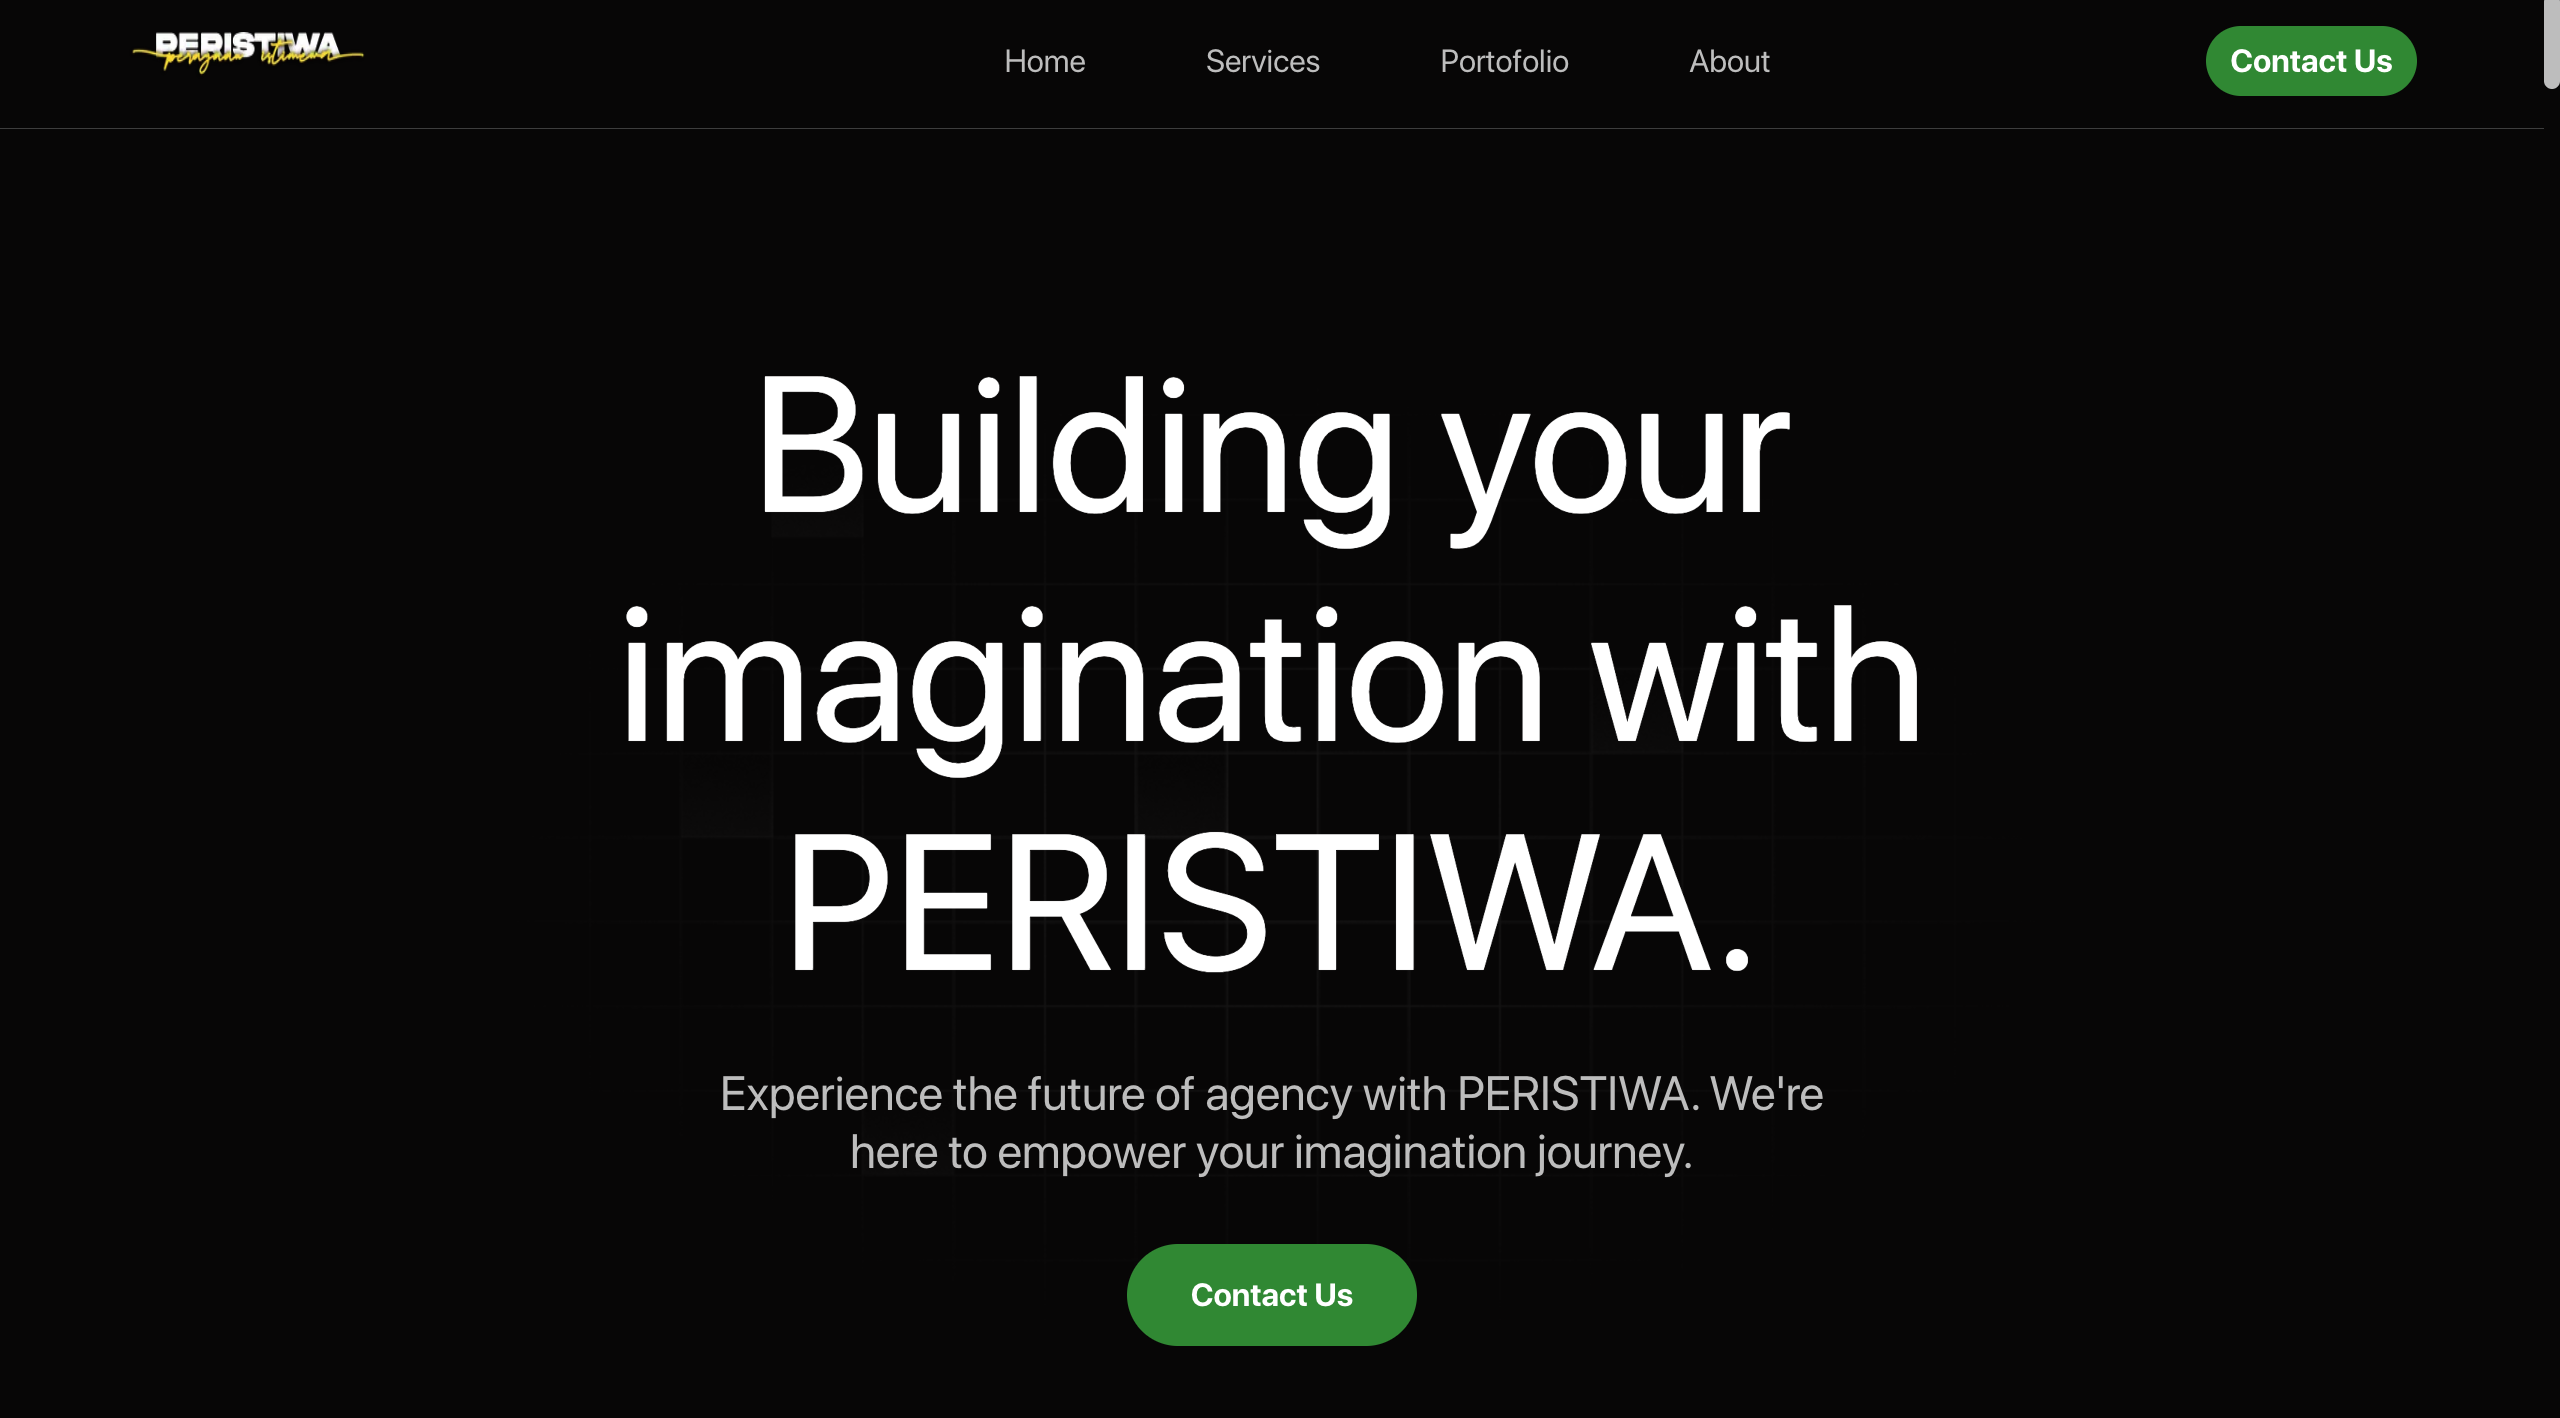 PERISTIWA
Home
Services
Portofolio
About
Contact Us
Building your
imagination with
PERISTIWA.
Experience the future of agency with PERISTIWA. We're
here to empower your imagination journey.
Contact Us